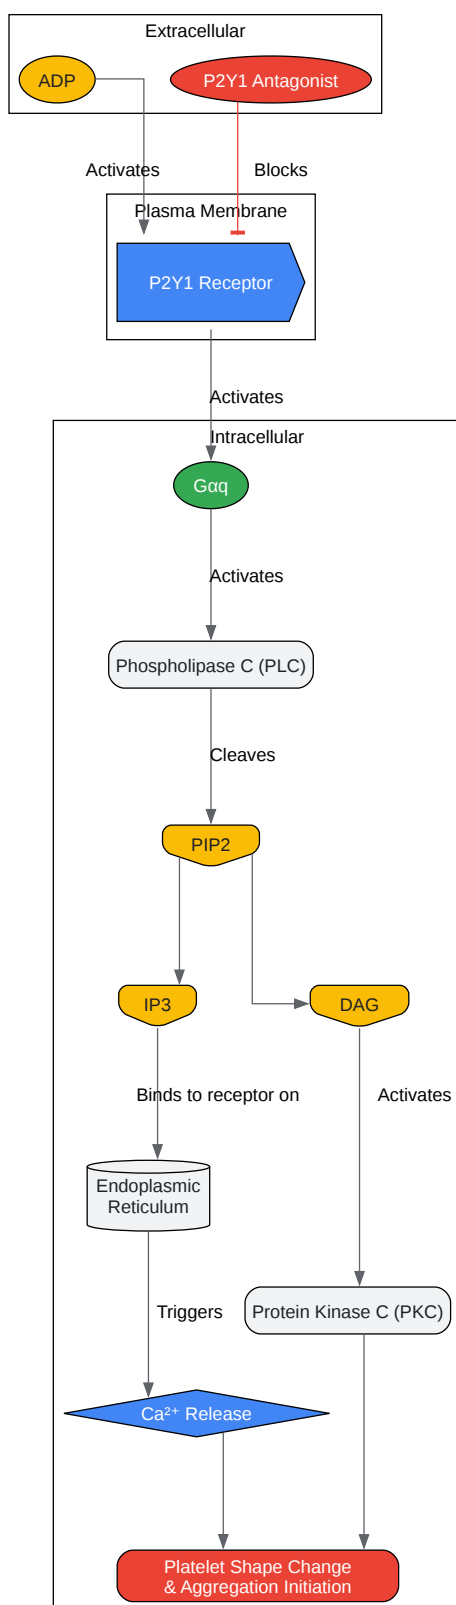 Extracellular
ADP
P2Y1 Antagonist
Activates
Blocks
Plasma Membrane
P2Y1 Receptor
Activates
Intracellular
Gαq
Activates
Phospholipase C (PLC)
Cleaves
PIP2
IP3
DAG
Binds to receptor on
Activates
Endoplasmic
Reticulum
Triggers
Protein Kinase C (PKC)
Ca²⁺ Release
Platelet Shape Change
& Aggregation Initiation